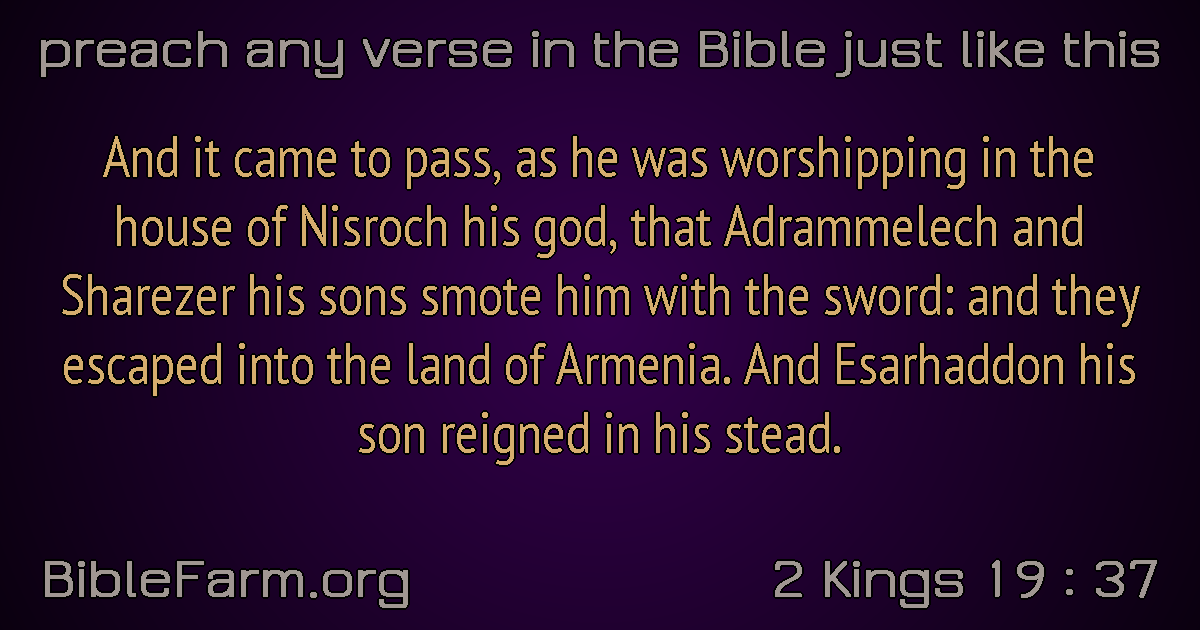 preach any verse in the Bible just like this
And it came to pass, as he was worshipping in the
house of Nisroch his god, that Adrammelech and
Sharezer his sons smote him with the sword: and they
escaped into the land of Armenia. And Esarhaddon his
son reigned in his stead.
BibleFarm.org
2 Kings 19 : 37